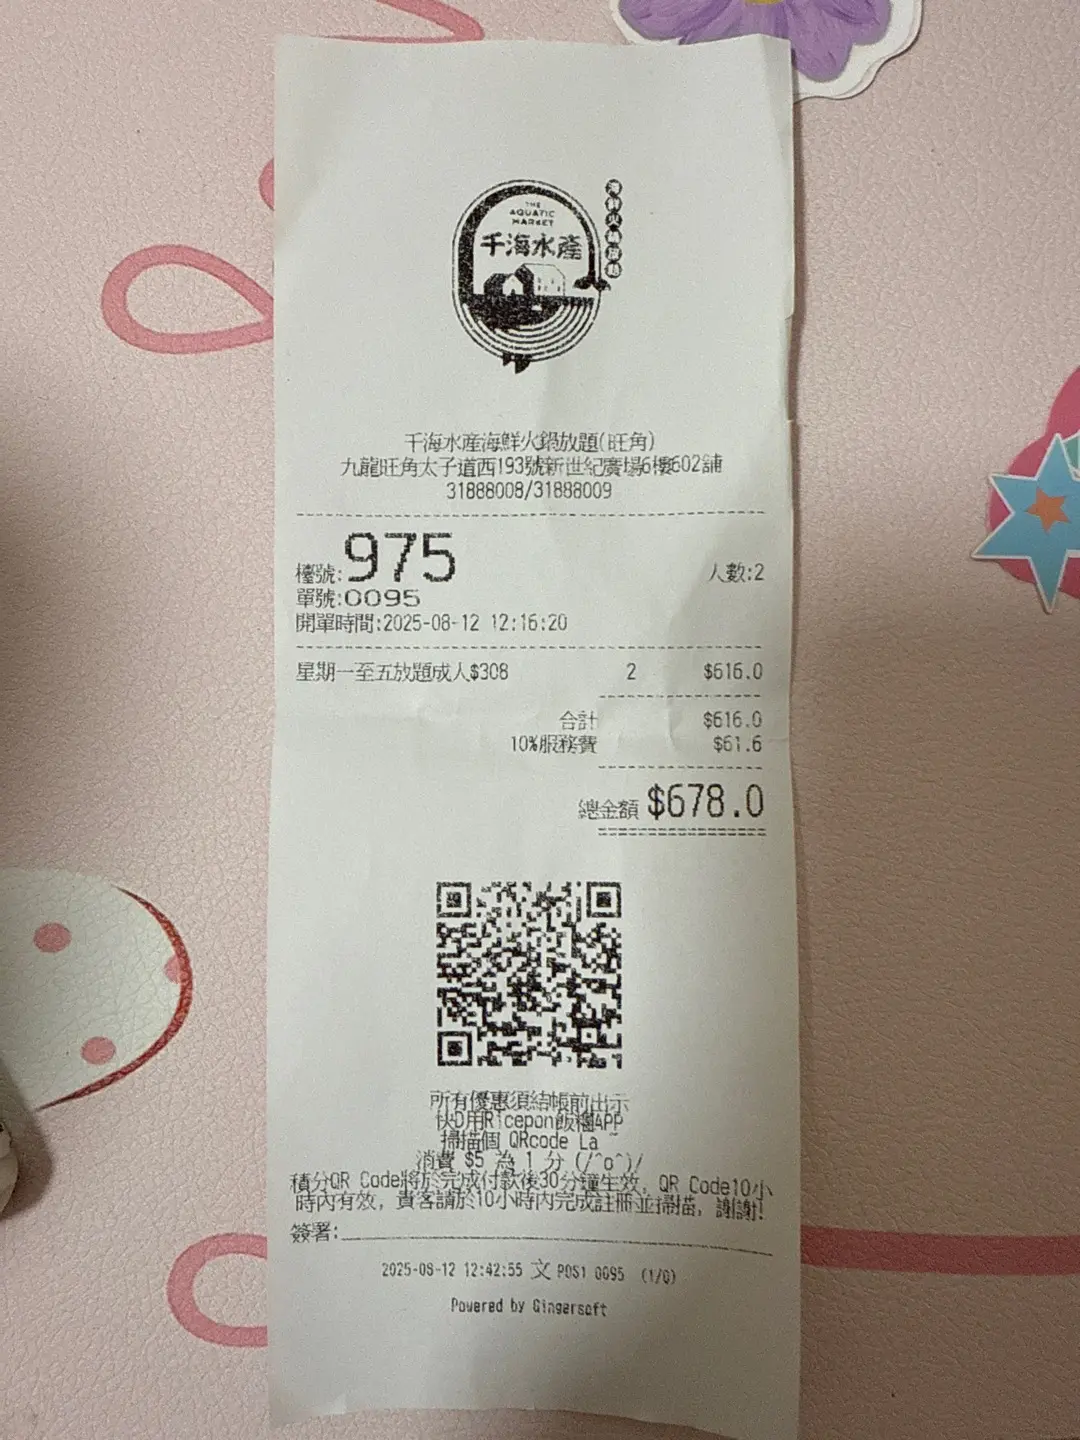 THE
AQUATIC
MARKET
千海水產
千海水產海鮮火鍋放題(旺角)
九龍旺角太子道西193號新世紀廣場6樓602舖
31888008/31888009
檯號:975
人數:2
單號:0095
開單時間:2025-08-12 12:16:20
星期一至五放題成人$308 2 $616.0
合計 $616.0
10%服務費 $61.6
總金額 $678.0
所有優惠須結帳前出示
快D用Ricepon飯糰APP
掃描個 QRcode La ~
消費 $5 為 1 分 (/^o^)/
積分QR Code將於完成付款後30分鐘生效, QR Code10小
時內有效, 貴客請於10小時內完成註冊並掃描, 謝謝!
簽署:
2025-08-12 12:42:55 文 POS1 0095 (1/0)
Powered by Gingersoft